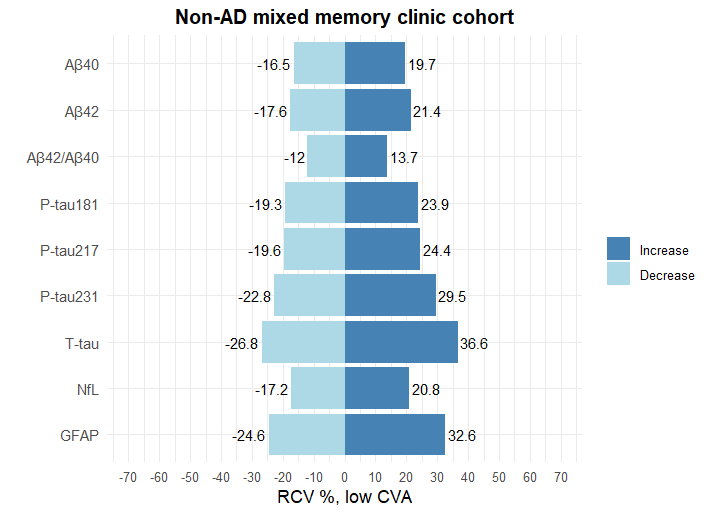 Non-AD mixed memory clinic cohort
Aβ40 -16.5 19.7
Aβ42 -17.6 21.4
Aβ42/Aβ40 -12 13.7
P-tau181 -19.3 23.9
P-tau217 -19.6 24.4
P-tau231 -22.8 29.5
T-tau -26.8 36.6
NfL -17.2 20.8
GFAP -24.6 32.6
-70 -60 -50 -40 -30 -20 -10 0 10 20 30 40 50 60 70
RCV %, low CVA
Increase
Decrease